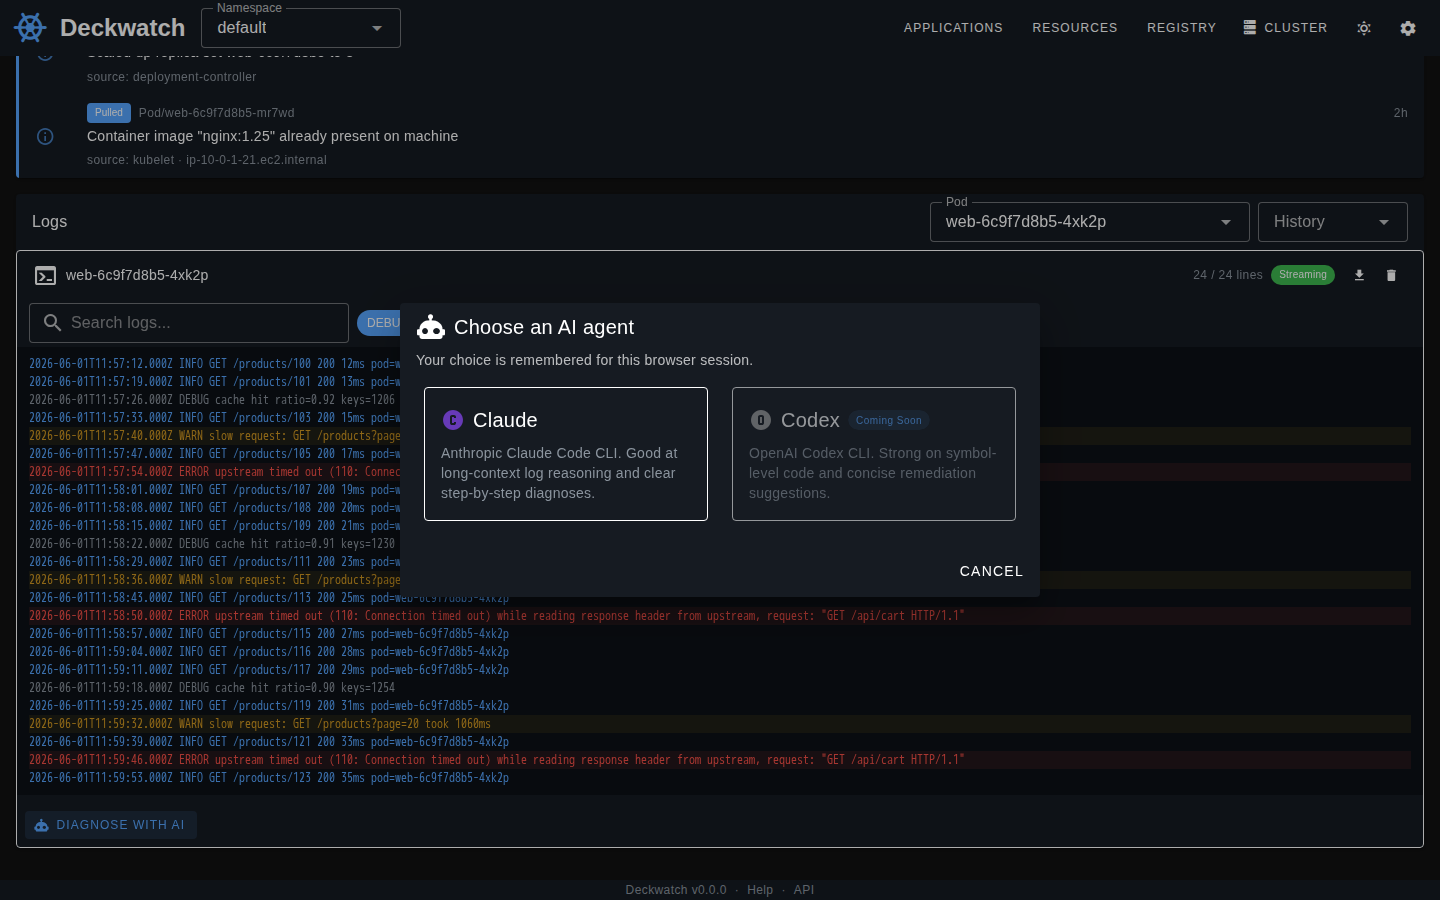 Deckwatch
Namespace
default
APPLICATIONS
RESOURCES
REGISTRY
CLUSTER
source: deployment-controller
Pulled Pod/web-6c9f7d8b5-mr7wd 2h
Container image "nginx:1.25" already present on machine
source: kubelet · ip-10-0-1-21.ec2.internal
Logs
Pod
web-6c9f7d8b5-4xk2p
History
web-6c9f7d8b5-4xk2p
24 / 24 lines Streaming
Search logs...
DEBU
2026-06-01T11:57:12.000Z INFO GET /products/100 200 12ms pod=w
2026-06-01T11:57:19.000Z INFO GET /products/101 200 13ms pod=w
2026-06-01T11:57:26.000Z DEBUG cache hit ratio=0.92 keys=1206
2026-06-01T11:57:33.000Z INFO GET /products/103 200 15ms pod=w
2026-06-01T11:57:40.000Z WARN slow request: GET /products?page
2026-06-01T11:57:47.000Z INFO GET /products/105 200 17ms pod=w
2026-06-01T11:57:54.000Z ERROR upstream timed out (110: Connec
2026-06-01T11:58:01.000Z INFO GET /products/107 200 19ms pod=w
2026-06-01T11:58:08.000Z INFO GET /products/108 200 20ms pod=w
2026-06-01T11:58:15.000Z INFO GET /products/109 200 21ms pod=w
2026-06-01T11:58:22.000Z DEBUG cache hit ratio=0.91 keys=1230
2026-06-01T11:58:29.000Z INFO GET /products/111 200 23ms pod=w
2026-06-01T11:58:36.000Z WARN slow request: GET /products?page
2026-06-01T11:58:43.000Z INFO GET /products/113 200 25ms pod=web-6c9f7d8b5-4xk2p
2026-06-01T11:58:50.000Z ERROR upstream timed out (110: Connection timed out) while reading response header from upstream, request: "GET /api/cart HTTP/1.1"
2026-06-01T11:58:57.000Z INFO GET /products/115 200 27ms pod=web-6c9f7d8b5-4xk2p
2026-06-01T11:59:04.000Z INFO GET /products/116 200 28ms pod=web-6c9f7d8b5-4xk2p
2026-06-01T11:59:11.000Z INFO GET /products/117 200 29ms pod=web-6c9f7d8b5-4xk2p
2026-06-01T11:59:18.000Z DEBUG cache hit ratio=0.90 keys=1254
2026-06-01T11:59:25.000Z INFO GET /products/119 200 31ms pod=web-6c9f7d8b5-4xk2p
2026-06-01T11:59:32.000Z WARN slow request: GET /products?page=20 took 1060ms
2026-06-01T11:59:39.000Z INFO GET /products/121 200 33ms pod=web-6c9f7d8b5-4xk2p
2026-06-01T11:59:46.000Z ERROR upstream timed out (110: Connection timed out) while reading response header from upstream, request: "GET /api/cart HTTP/1.1"
2026-06-01T11:59:53.000Z INFO GET /products/123 200 35ms pod=web-6c9f7d8b5-4xk2p
Choose an AI agent
Your choice is remembered for this browser session.
C Claude
Anthropic Claude Code CLI. Good at
long-context log reasoning and clear
step-by-step diagnoses.
O Codex Coming Soon
OpenAI Codex CLI. Strong on symbol-
level code and concise remediation
suggestions.
CANCEL
DIAGNOSE WITH AI
Deckwatch v0.0.0 · Help · API